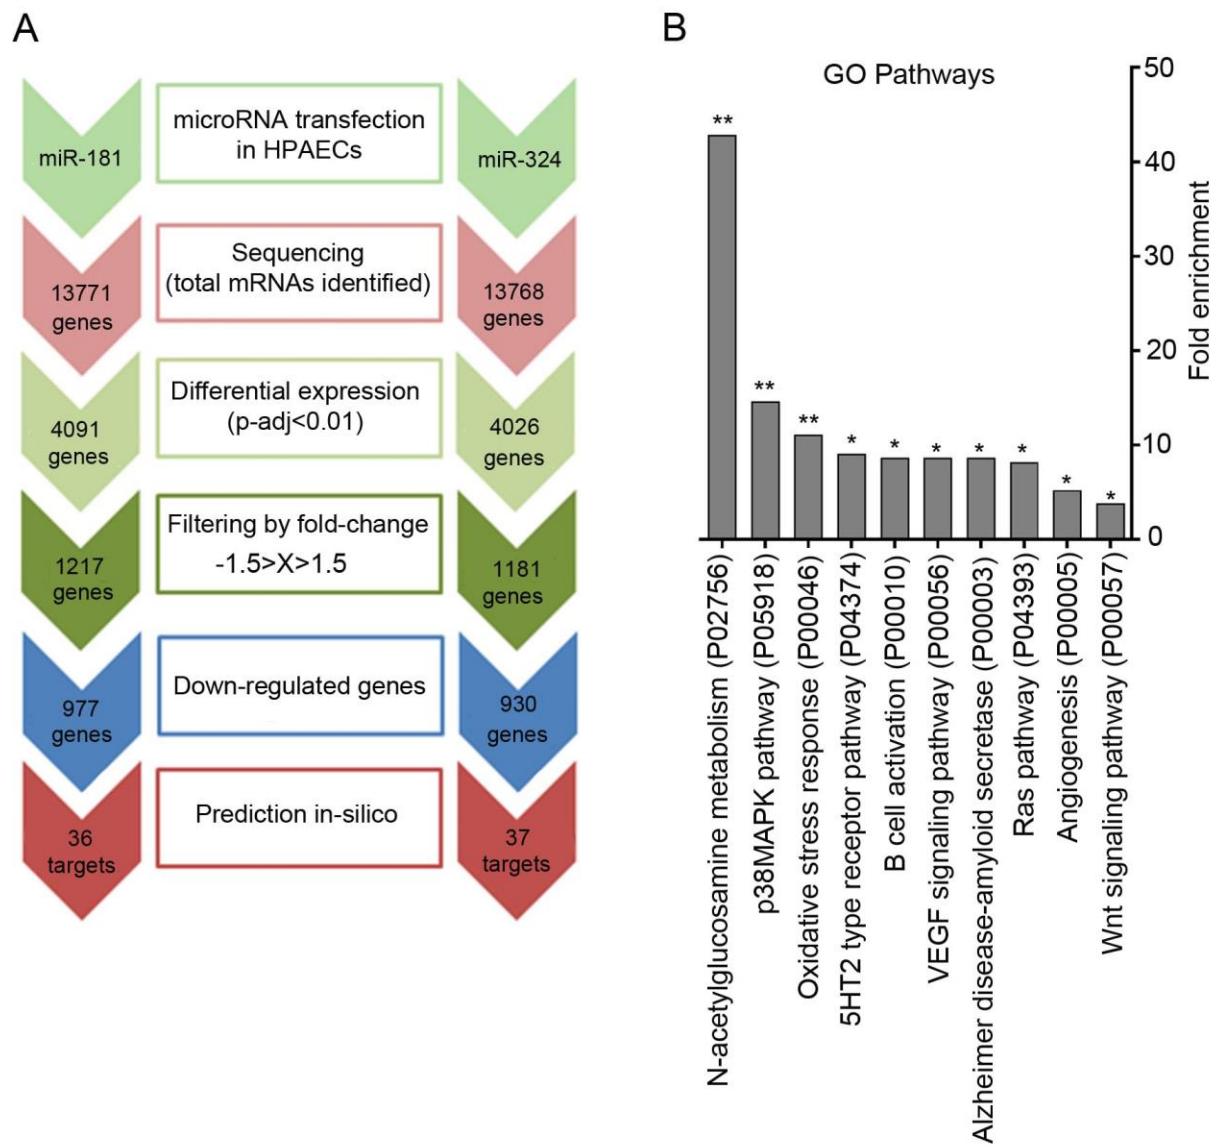 A
miR-181
microRNA transfection
in HPAECs
miR-324
13771
genes
Sequencing
(total mRNAs identified)
13768
genes
4091
genes
Differential expression
(p-adj<0.01)
4026
genes
1217
genes
Filtering by fold-change
-1.5>X>1.5
1181
genes
977
genes
Down-regulated genes
930
genes
36
targets
Prediction in-silico
37
targets
B
GO Pathways
50
40
30
20
10
0
Fold enrichment
**
**
**
*
*
*
*
*
*
*
N-acetylglucosamine metabolism (P02756)
p38MAPK pathway (P05918)
Oxidative stress response (P00046)
5HT2 type receptor pathway (P04374)
B cell activation (P00010)
VEGF signaling pathway (P00056)
Alzheimer disease-amyloid secretase (P00003)
Ras pathway (P04393)
Angiogenesis (P00005)
Wnt signaling pathway (P00057)